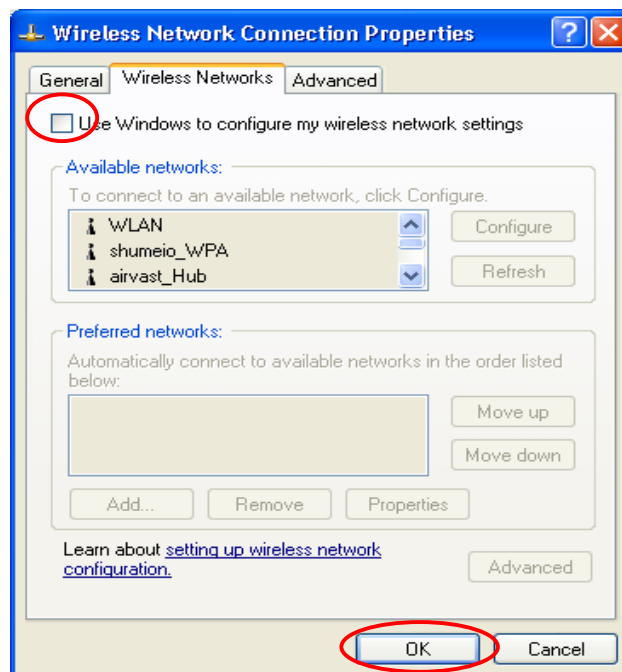 Wireless Network Connection Properties
General Wireless Networks Advanced
Use Windows to configure my wireless network settings
Available networks:
To connect to an available network, click Configure.
WLAN
shumeio_WPA
airvast_Hub
Configure
Refresh
Preferred networks:
Automatically connect to available networks in the order listed
below:
Move up
Move down
Add... Remove Properties
Learn about setting up wireless network
configuration.
Advanced
OK Cancel